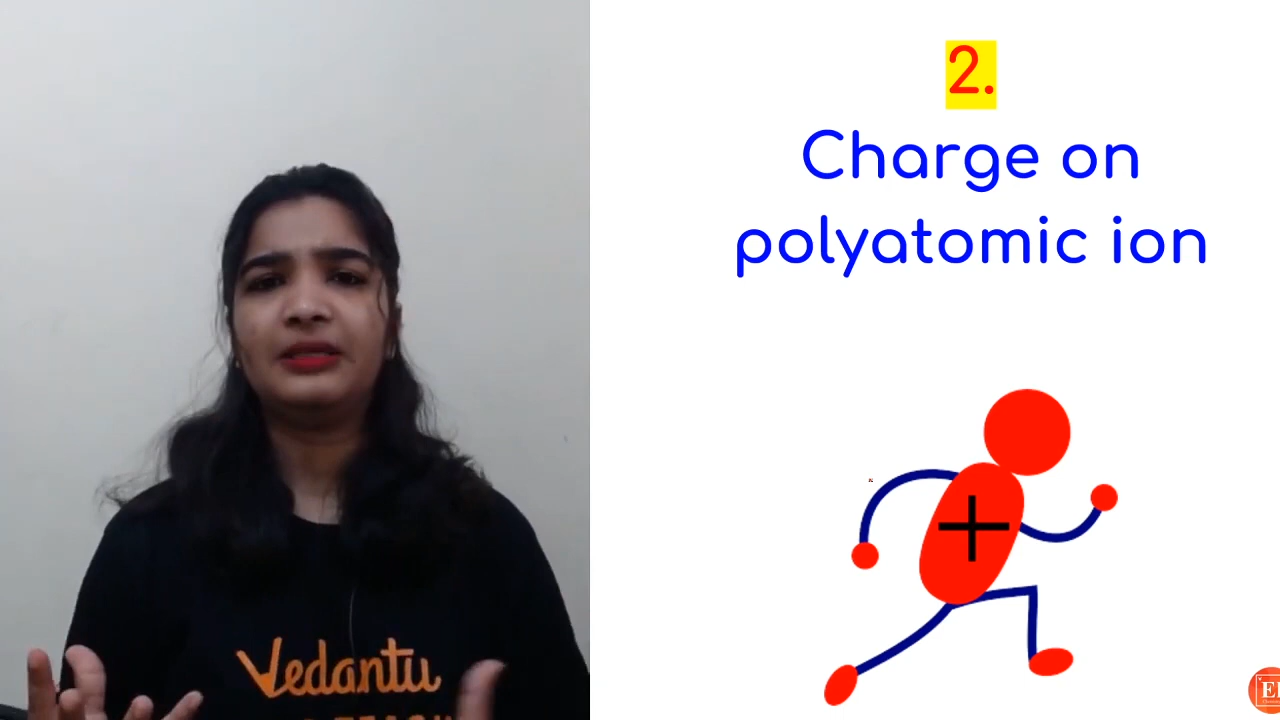 2.
Charge on
polyatomic ion
+
Vedantu